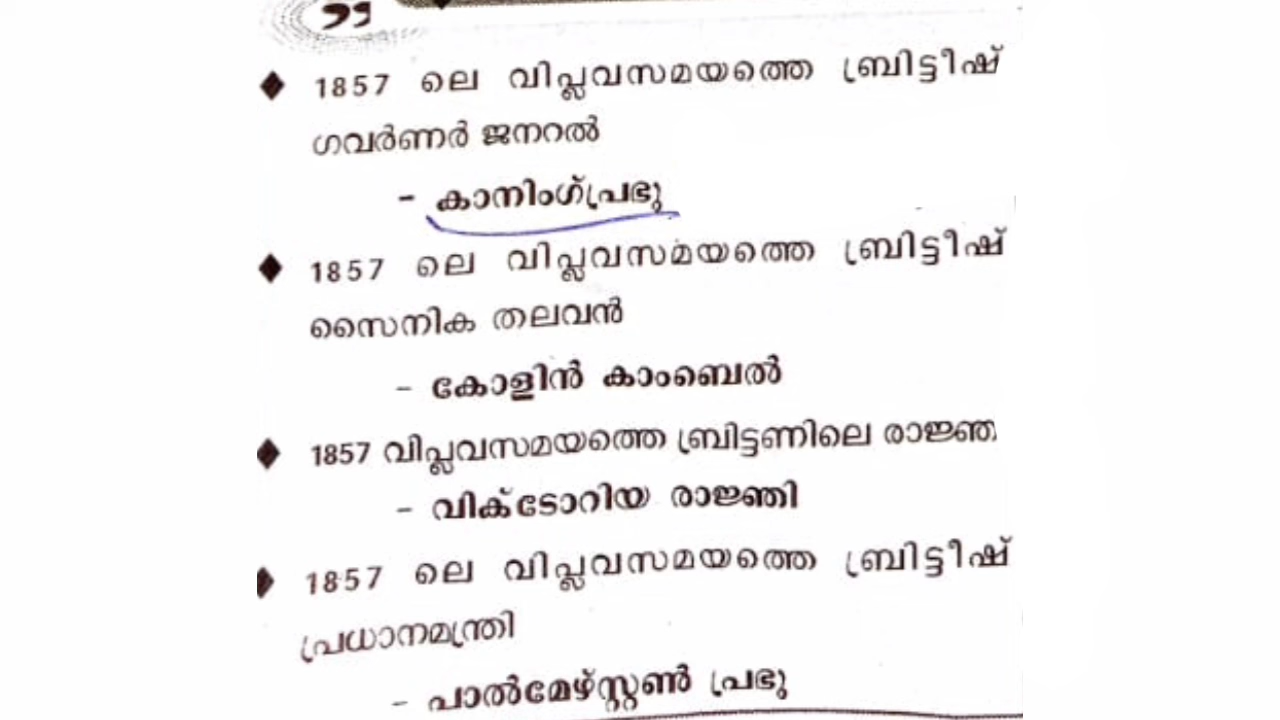 ♦ 1857 ലെ വിപ്ലവസമയത്തെ ബ്രിട്ടീഷ്
ഗവർണർ ജനറൽ
- കാനിംഗ്പ്രഭു
♦ 1857 ലെ വിപ്ലവസമയത്തെ ബ്രിട്ടീഷ്
സൈനിക തലവൻ
- കോളിൻ കാംബെൽ
♦ 1857 വിപ്ലവസമയത്തെ ബ്രിട്ടണിലെ
- വിക്ടോറിയ രാജ്ഞി
♦ 1857 ലെ വിപ്ലവസമയത്തെ ബ്രിട്ടീഷ്
പ്രധാനമന്ത്രി
- പാൽമേഴ്സ്റ്റൺ പ്രഭു